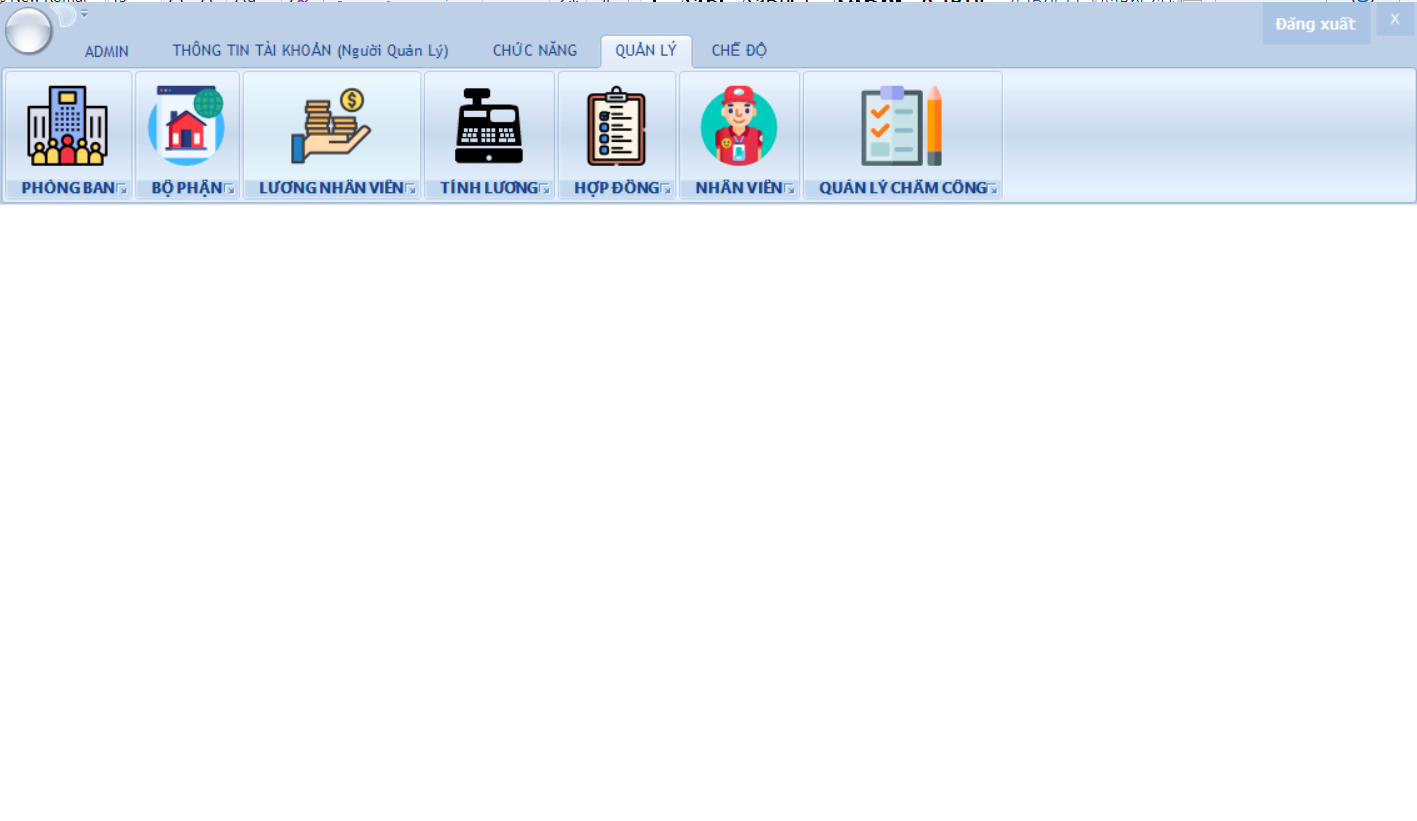 Đăng xuất X
ADMIN THÔNG TIN TÀI KHOẢN (Người Quản Lý) CHỨC NĂNG QUẢN LÝ CHẾ ĐỘ
PHÒNG BAN BỘ PHẬN LƯƠNG NHÂN VIÊN TÍNH LƯƠNG HỢP ĐỒNG NHÂN VIÊN QUẢN LÝ CHẤM CÔNG